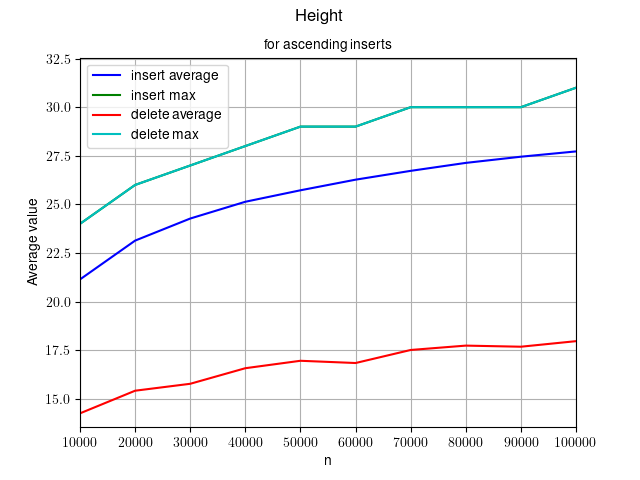 Height
for ascending inserts
32.5
30.0
27.5
25.0
22.5
20.0
17.5
15.0
insert average
insert max
delete average
delete max
Average value
10000 20000 30000 40000 50000 60000 70000 80000 90000 100000
n